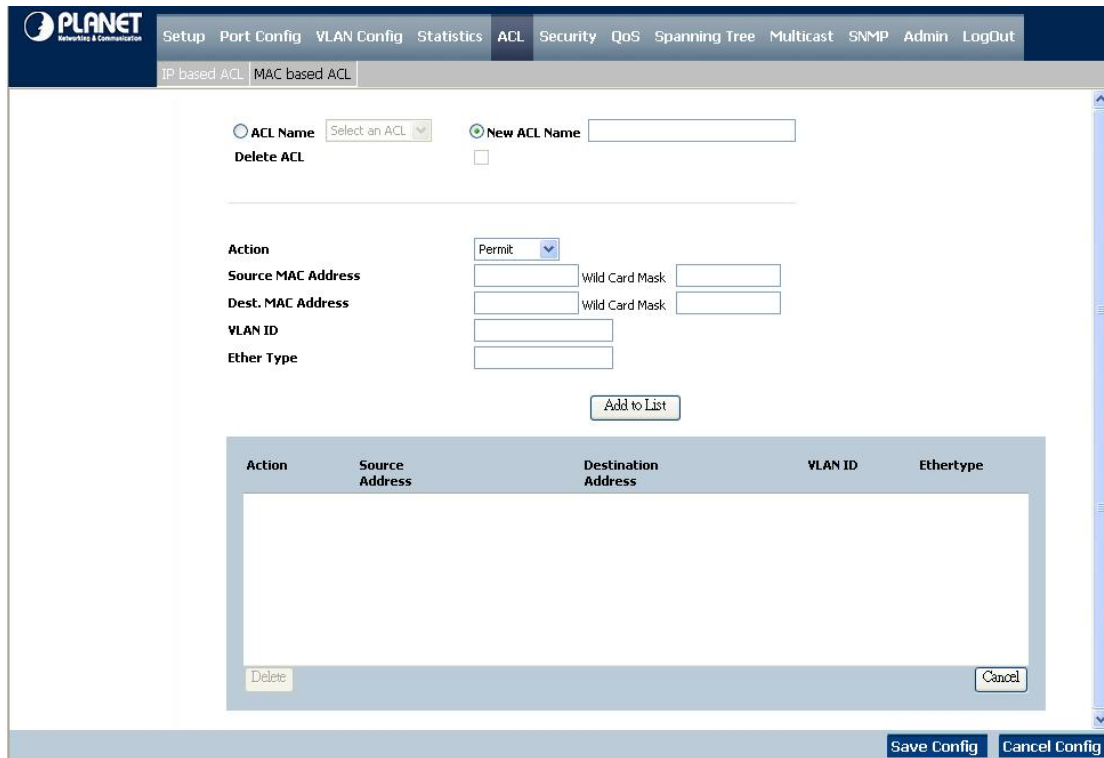 PLANET
Networking & Communication
Setup Port Config VLAN Config Statistics ACL Security QoS Spanning Tree Multicast SNMP Admin LogOut
IP based ACL MAC based ACL
ACL Name Select an ACL New ACL Name
Delete ACL
Action Permit
Source MAC Address Wild Card Mask
Dest. MAC Address Wild Card Mask
VLAN ID
Ether Type
Add to List
Action Source Address Destination Address VLAN ID Ethertype
Delete Cancel
Save Config Cancel Config